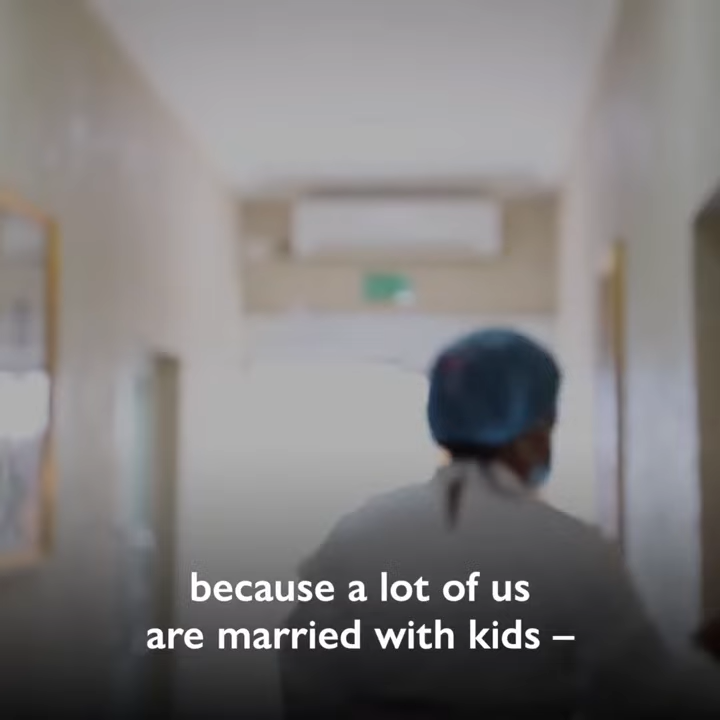 because a lot of us
are married with kids –